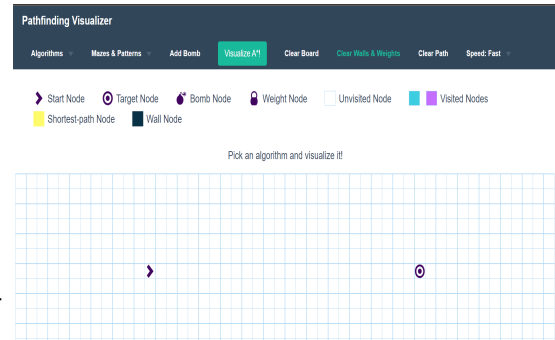 Pathfinding Visualizer
Algorithms Mazes & Patterns Add Bomb Visualize A*! Clear Board Clear Walls & Weights Clear Path Speed: Fast
Start Node Target Node Bomb Node Weight Node Unvisited Node Visited Nodes
Shortest-path Node Wall Node
Pick an algorithm and visualize it!